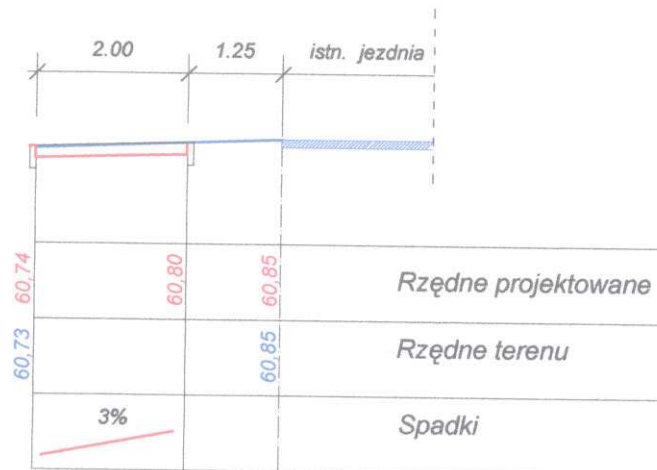 2.00 1.25 istn. jezdnia
60,74 60,80 60,85 Rzędne projektowane
60,73 60,85 Rzędne terenu
3% Spadki